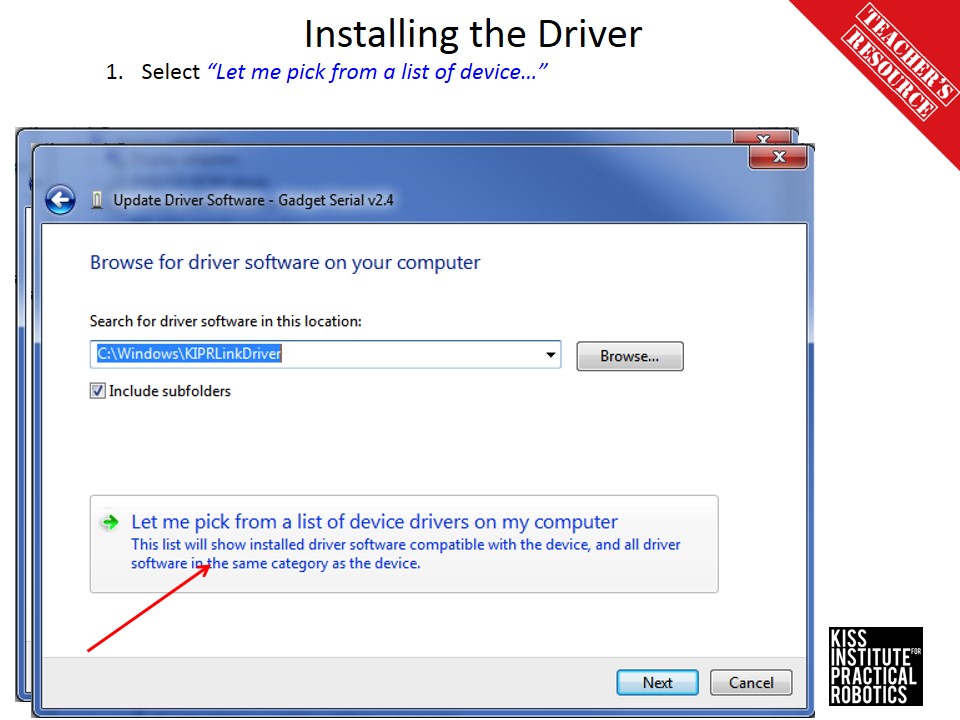 Installing the Driver
TEACHER'S
RESOURCE
1. Select “Let me pick from a list of device…”
Update Driver Software - Gadget Serial v2.4
Browse for driver software on your computer
Search for driver software in this location:
C:\Windows\KIPRLinkDriver
Browse...
Include subfolders
Let me pick from a list of device drivers on my computer
This list will show installed driver software compatible with the device, and all driver
software in the same category as the device.
Next
Cancel
KISS
INSTITUTE FOR
PRACTICAL
ROBOTICS